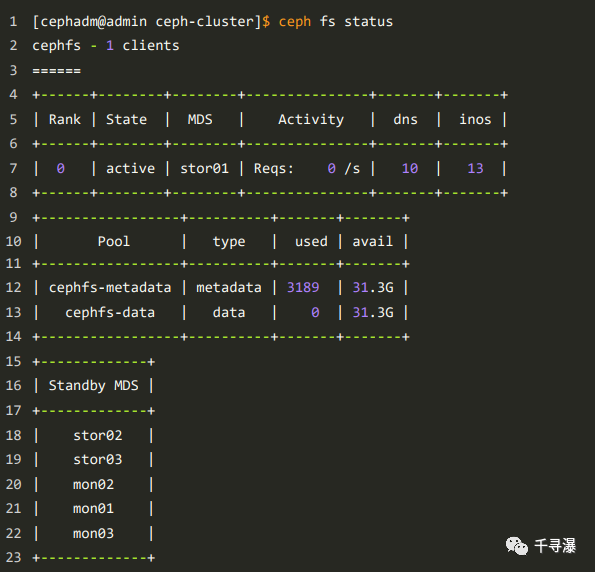 1 [cephadm@admin ceph-cluster]$ ceph fs status
2 cephfs - 1 clients
3 ======
4 +------+--------+--------+---------------+-------+-------+
5 | Rank | State  |  MDS   |    Activity   |  dns  |  inos |
6 +------+--------+--------+---------------+-------+-------+
7 |  0   | active | stor01 | Reqs:    0 /s |   10  |   13  |
8 +------+--------+--------+---------------+-------+-------+
9 +-----------------+----------+-------+-------+
10 |       Pool      |   type   |  used | avail |
11 +-----------------+----------+-------+-------+
12 | cephfs-metadata | metadata | 3189  | 31.3G |
13 |   cephfs-data   |   data   |    0  | 31.3G |
14 +-----------------+----------+-------+-------+
15 +-------------+
16 | Standby MDS |
17 +-------------+
18 |    stor02   |
19 |    stor03   |
20 |    mon02    |
21 |    mon01    |
22 |    mon03    |
23 +-------------+
千寻瀑